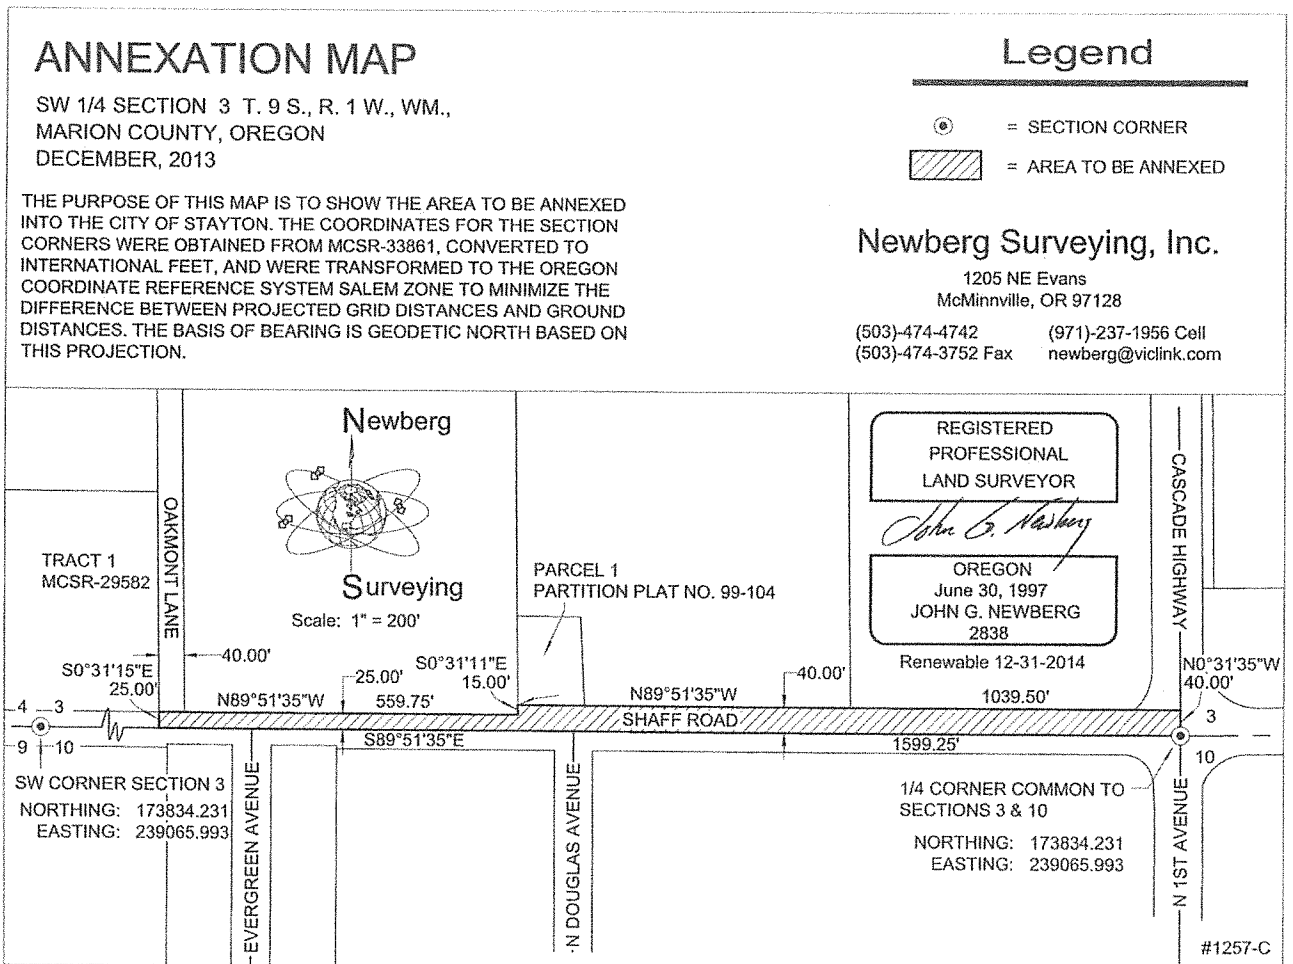 ANNEXATION MAP
SW 1/4 SECTION 3 T. 9 S., R. 1 W., WM.,
MARION COUNTY, OREGON
DECEMBER, 2013
THE PURPOSE OF THIS MAP IS TO SHOW THE AREA TO BE ANNEXED
INTO THE CITY OF STAYTON. THE COORDINATES FOR THE SECTION
CORNERS WERE OBTAINED FROM MCSR-33861, CONVERTED TO
INTERNATIONAL FEET, AND WERE TRANSFORMED TO THE OREGON
COORDINATE REFERENCE SYSTEM SALEM ZONE TO MINIMIZE THE
DIFFERENCE BETWEEN PROJECTED GRID DISTANCES AND GROUND
DISTANCES. THE BASIS OF BEARING IS GEODETIC NORTH BASED ON
THIS PROJECTION.
Legend
= SECTION CORNER
= AREA TO BE ANNEXED
Newberg Surveying, Inc.
1205 NE Evans
McMinnville, OR 97128
(503)-474-4742 (971)-237-1956 Cell
(503)-474-3752 Fax newberg@viclink.com
Newberg
Surveying
Scale: 1" = 200'
OAKMONT LANE
TRACT 1
MCSR-29582
PARCEL 1
PARTITION PLAT NO. 99-104
REGISTERED
PROFESSIONAL
LAND SURVEYOR
John G. Newberg
OREGON
June 30, 1997
JOHN G. NEWBERG
2838
Renewable 12-31-2014
CASCADE HIGHWAY
S0°31'15"E
25.00'
40.00'
N89°51'35"W
25.00'
559.75'
S0°31'11"E
15.00'
N89°51'35"W
40.00'
1039.50'
N0°31'35"W
40.00'
4 3
9 10
SHAFF ROAD
S89°51'35"E
1599.25'
3
10
SW CORNER SECTION 3
NORTHING: 173834.231
EASTING: 239065.993
EVERGREEN AVENUE
N DOUGLAS AVENUE
1/4 CORNER COMMON TO
SECTIONS 3 & 10
NORTHING: 173834.231
EASTING: 239065.993
N 1ST AVENUE
#1257-C